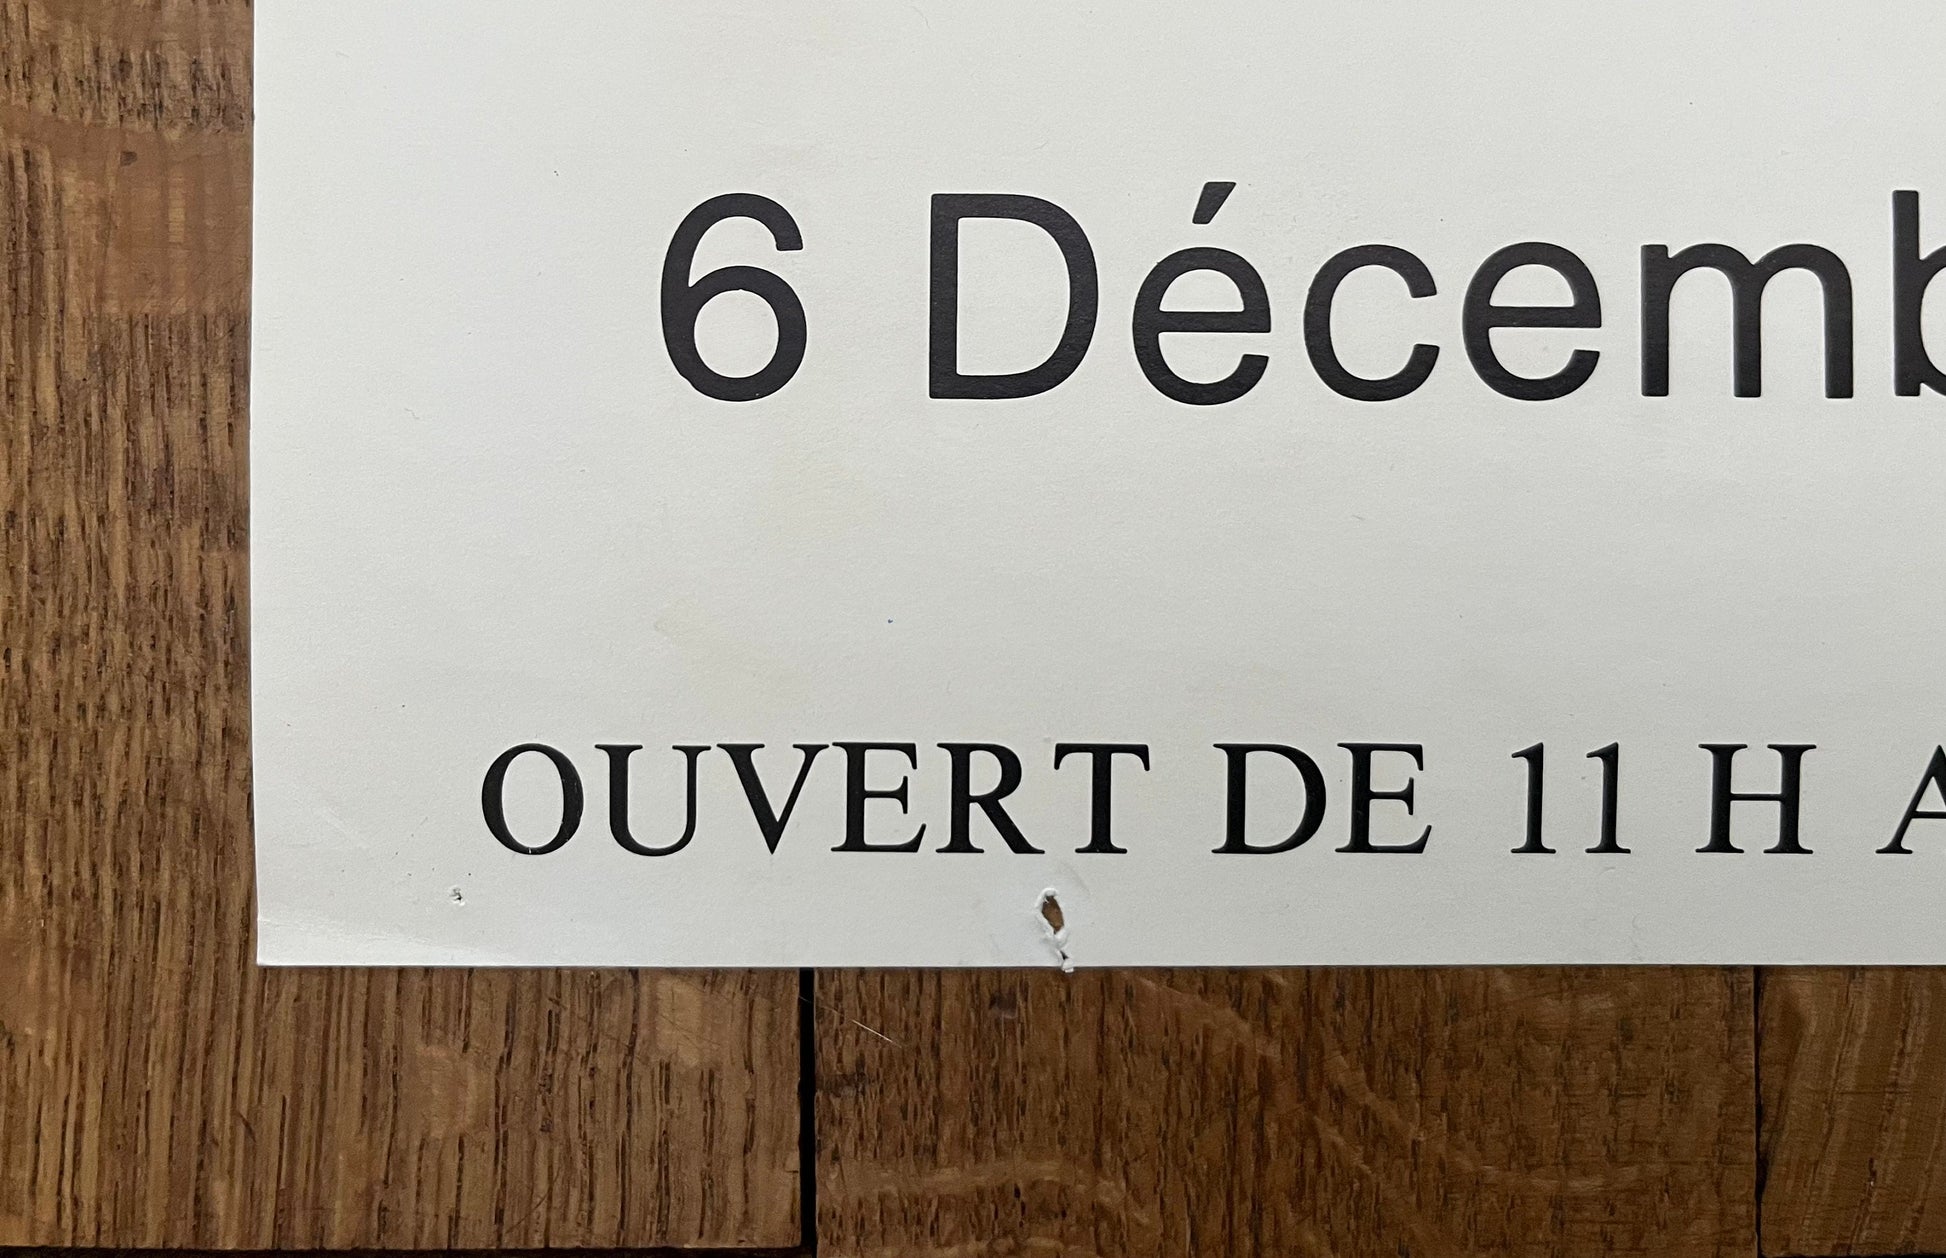 6 Décemb
OUVERT DE 11 H A